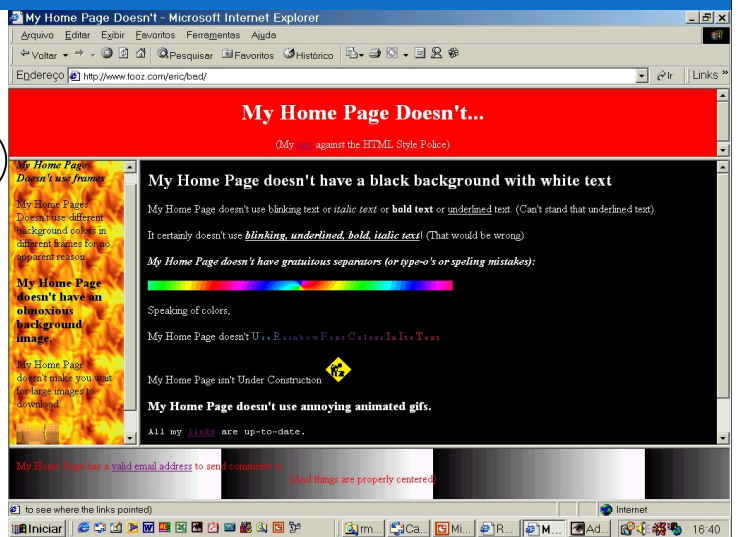 My Home Page Doesn't - Microsoft Internet Explorer
Arquivo Editar Exibir Favoritos Ferramentas Ajuda
Voltar Pesquisar Favoritos Histórico
Endereço http://www.fooz.com/eric/bad/ Ir Links »
My Home Page Doesn't...
(My against the HTML Style Police)
My Home Pages
Doesn't use frames
My Home Pages
Doesn't use different
background colors in
different frames for no
apparent reason.
My Home Page
doesn't have an
obnoxious
background
image.
My Home Page
doesn't make you wait
for large images to
download...
My Home Page doesn't have a black background with white text
My Home Page doesn't use blinking text or italic text or bold text or underlined text. (Can't stand that underlined text)
It certainly doesn't use blinking, underlined, bold, italic text! (That would be wrong)
My Home Page doesn't have gratuitous separators (or type-o's or speling mistakes):
Speaking of colors,
My Home Page doesn't Use Rainbow Font Colors In Its Text
My Home Page isn't Under Construction
My Home Page doesn't use annoying animated gifs.
All my links are up-to-date.
My Home Page has a valid email address to send comments
(And things are properly centered)
to see where the links pointed)
Internet
Iniciar rm... Ca... Mi... R... M... Ad... 16:40